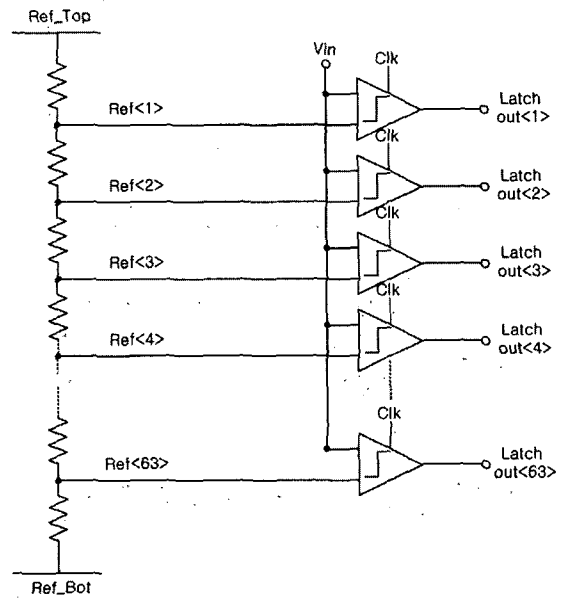 Ref_Top
Vin
Clk
Ref<1>
Latch
out<1>
Clk
Ref<2>
Latch
out<2>
Clk
Ref<3>
Latch
out<3>
Clk
Ref<4>
Latch
out<4>
Clk
Ref<63>
Latch
out<63>
Ref_Bot